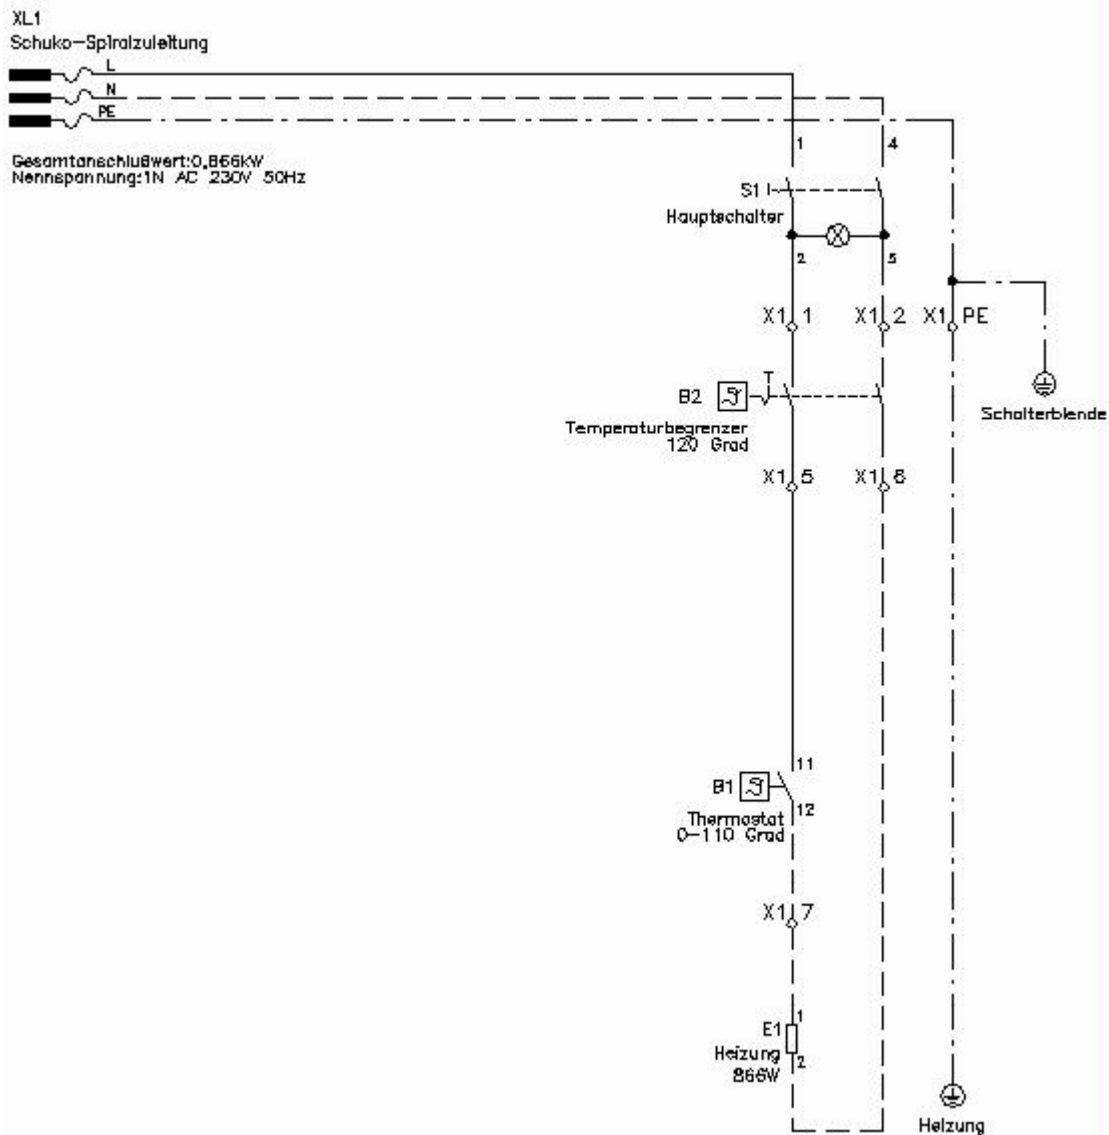 XL1
Schuko-Spiralzuleitung
L
N
PE
Gesamtanschlußwert:0,866kW
Nennspannung:1N AC 230V 50Hz
1
4
S1
Hauptschalter
2
5
X1 1
X1 2
X1 PE
T
B2
Temperaturbegrenzer
120 Grad
Schalterblende
X1 5
X1 6
11
B1
12
Thermostat
0-110 Grad
X1 7
1
E1
Heizung
2
866W
Heizung